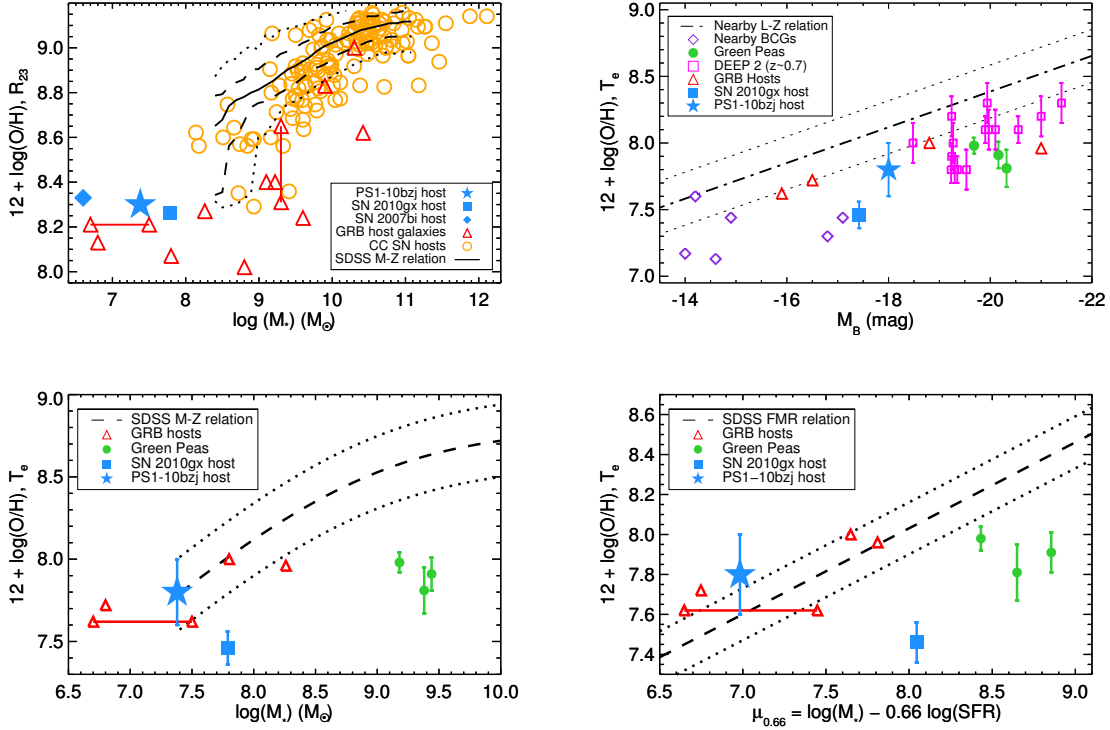 12 + log(O/H), R23
9.0
8.8
8.6
8.4
8.2
8.0
PS1-10bzj host
SN 2010gx host
SN 2007bi host
GRB host galaxies
CC SN hosts
SDSS M-Z relation
7 8 9 10 11 12
log (M*) (M⊙)
12 + log(O/H), Te
9.0
8.5
8.0
7.5
7.0
Nearby L-Z relation
Nearby BCGs
Green Peas
DEEP 2 (z~0.7)
GRB Hosts
SN 2010gx host
PS1-10bzj host
-14 -16 -18 -20 -22
MB (mag)
12 + log(O/H), Te
9.0
8.5
8.0
7.5
SDSS M-Z relation
GRB hosts
Green Peas
SN 2010gx host
PS1-10bzj host
6.5 7.0 7.5 8.0 8.5 9.0 9.5 10.0
log(M*) (M⊙)
12 + log(O/H), Te
8.6
8.4
8.2
8.0
7.8
7.6
7.4
SDSS FMR relation
GRB hosts
Green Peas
SN 2010gx host
PS1−10bzj host
6.5 7.0 7.5 8.0 8.5 9.0
μ0.66 = log(M*) − 0.66 log(SFR)